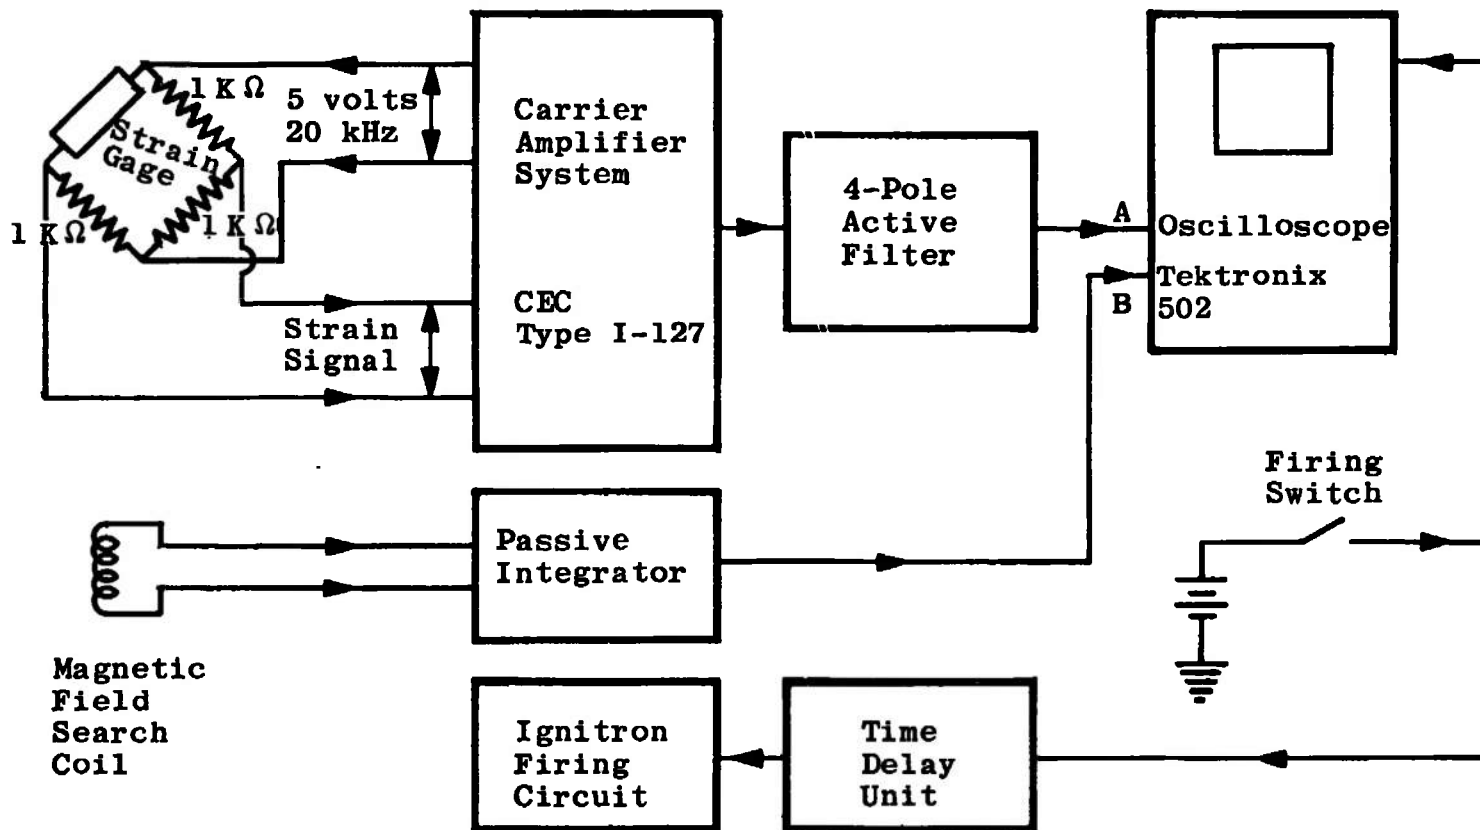 1 K Ω
5 volts
20 kHz
Strain
Gage
1 K Ω
1 K Ω
Strain
Signal
Carrier
Amplifier
System
CEC
Type I-127
4-Pole
Active
Filter
A
B
Oscilloscope
Tektronix
502
Firing
Switch
Passive
Integrator
Magnetic
Field
Search
Coil
Ignitron
Firing
Circuit
Time
Delay
Unit